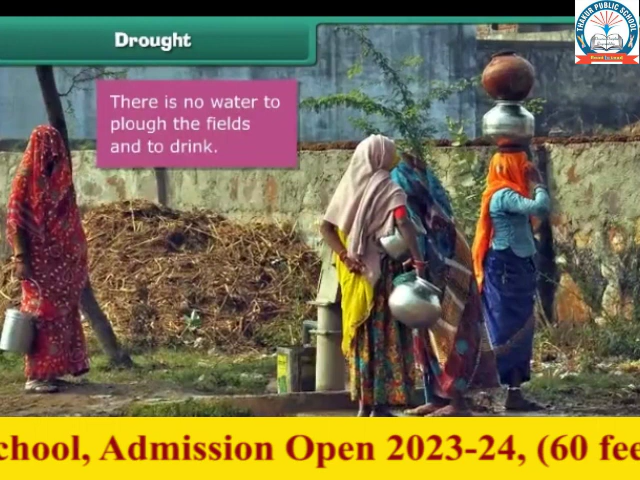 Drought
THAKUR PUBLIC SCHOOL
There is no water to
plough the fields
and to drink.
chool, Admission Open 2023-24, (60 fee